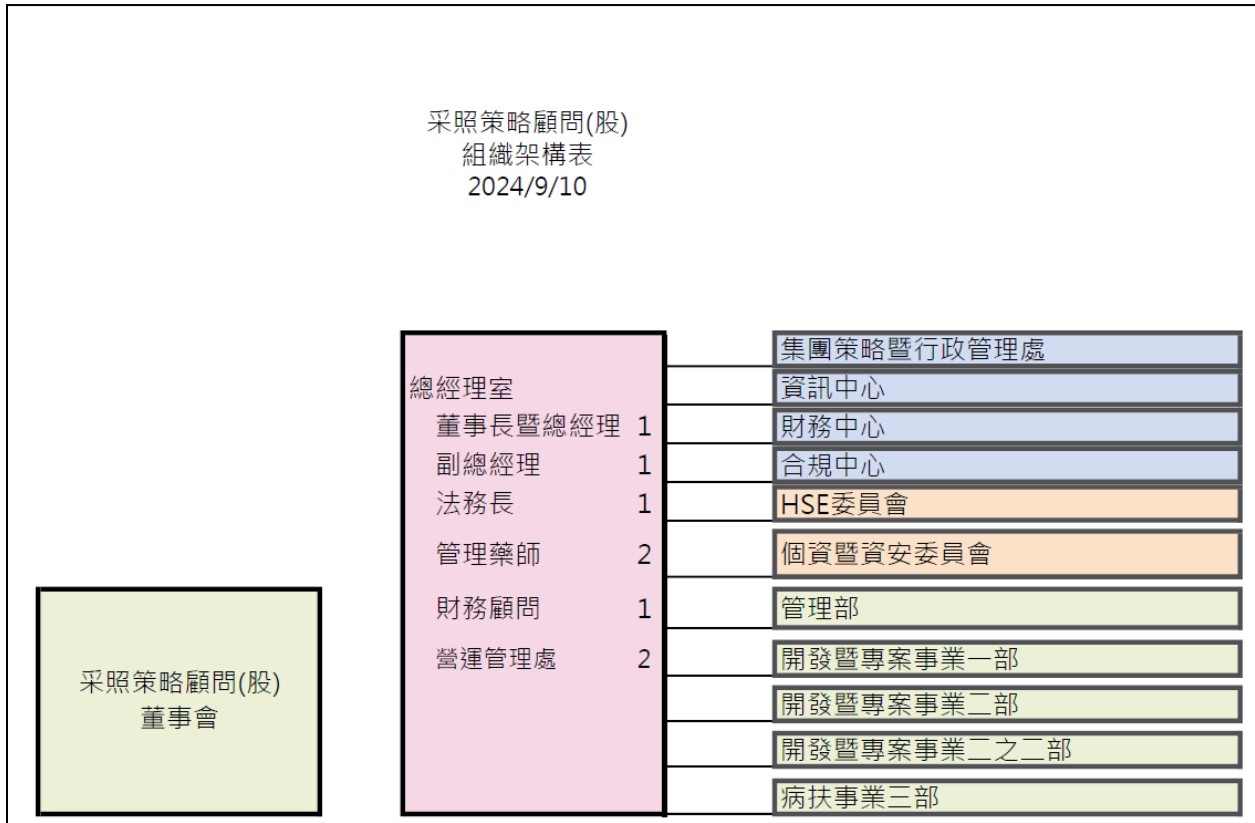 采照策略顧問(股)
組織架構表
2024/9/10
總經理室
董事長暨總經理 1
副總經理 1
法務長 1
管理藥師 2
財務顧問 1
營運管理處 2
集團策略暨行政管理處
資訊中心
財務中心
合規中心
HSE委員會
個資暨資安委員會
管理部
開發暨專案事業一部
開發暨專案事業二部
開發暨專案事業二之二部
病扶事業三部
采照策略顧問(股)
董事會